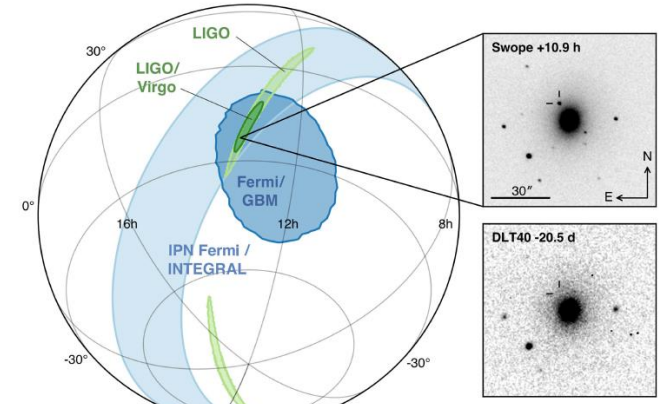 LIGO
LIGO/
Virgo
Fermi/
GBM
IPN Fermi /
INTEGRAL
30°
0°
-30°
-30°
16h
12h
8h
Swope +10.9 h
30"
N
E
DLT40 -20.5 d